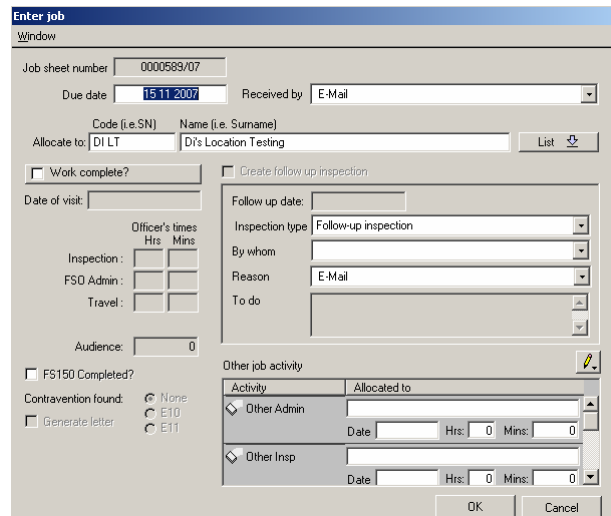 Enter job
Window
Job sheet number 0000589/07
Due date 15 11 2007 Received by E-Mail
Code (i.e.SN) Name (i.e. Surname)
Allocate to: DI LT Di's Location Testing List
Work complete? Create follow up inspection
Date of visit: Follow up date:
Officer's times Inspection type Follow-up inspection
Hrs Mins By whom
Inspection :
FSO Admin : Reason E-Mail
Travel : To do
Audience: 0
FS150 Completed? Other job activity
Contravention found: None Activity Allocated to
Generate letter E10 Other Admin
E11 Date Hrs: 0 Mins: 0
Other Insp
Date Hrs: 0 Mins: 0
OK Cancel